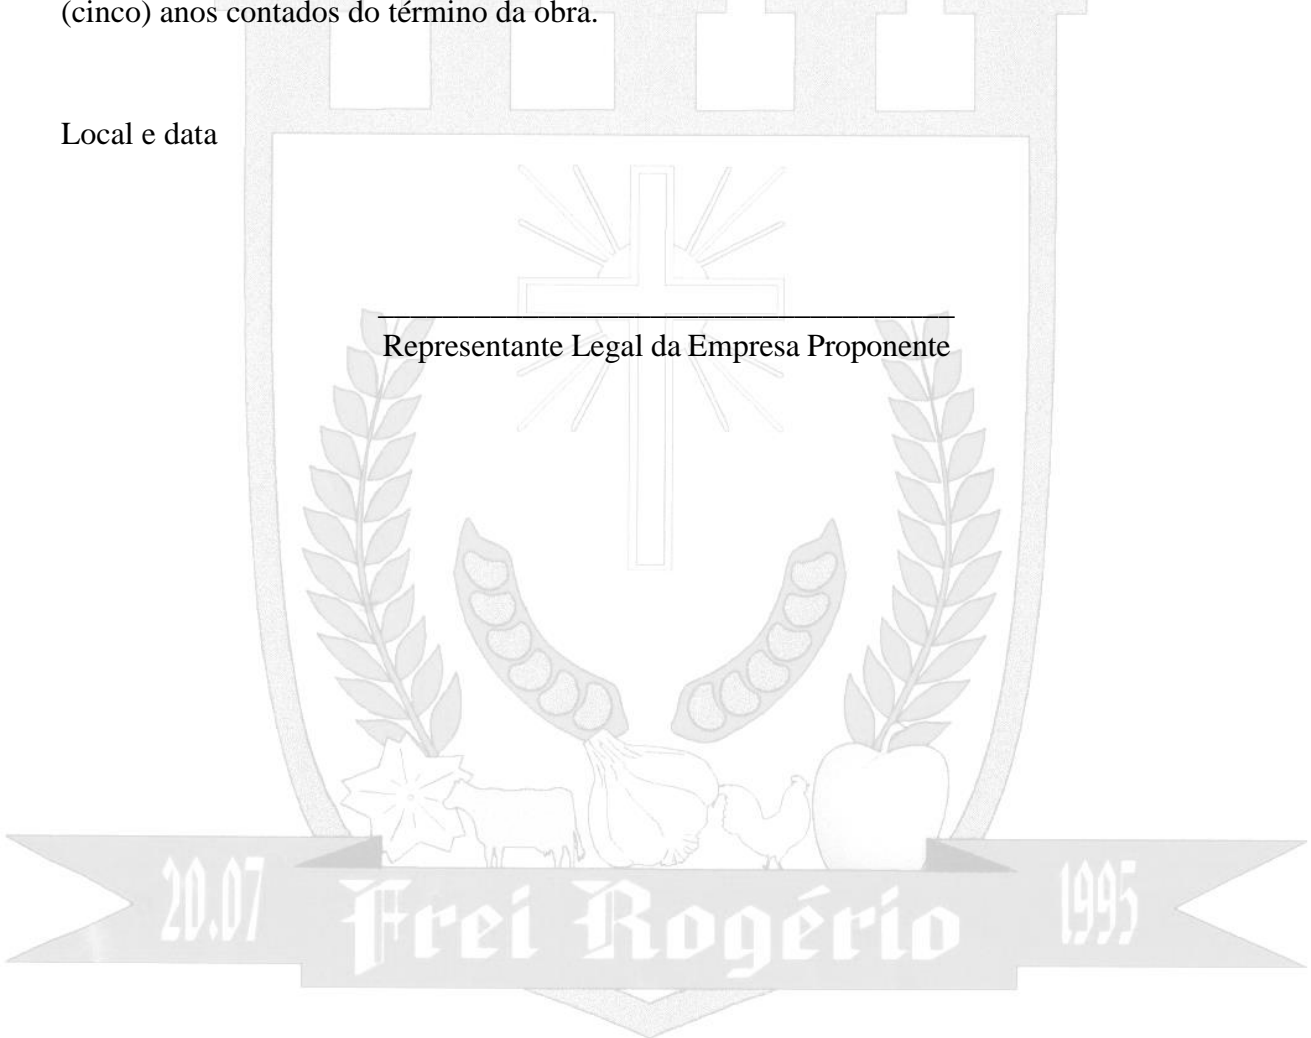 (cinco) anos contados do término da obra.
Local e data
____________________________________
Representante Legal da Empresa Proponente
20.07 Frei Rogério 1995